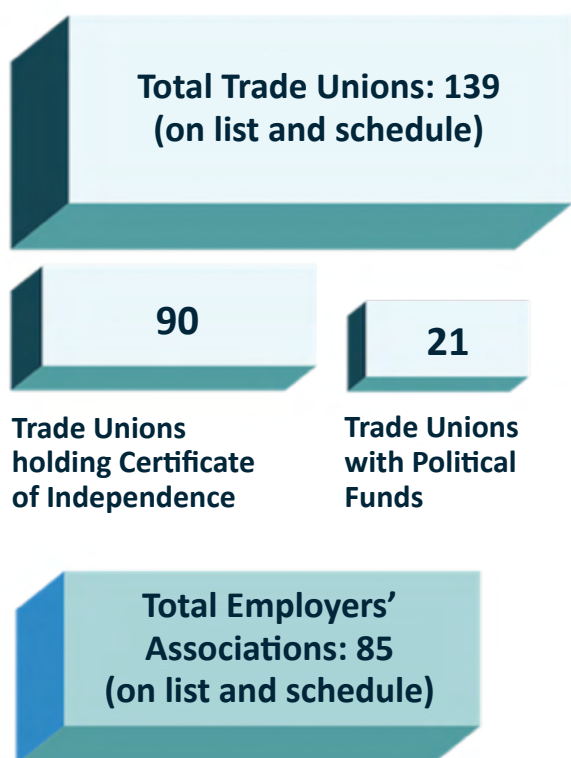 Total Trade Unions: 139
(on list and schedule)
90
21
Trade Unions
holding Certificate
of Independence
Trade Unions
with Political
Funds
Total Employers’
Associations: 85
(on list and schedule)